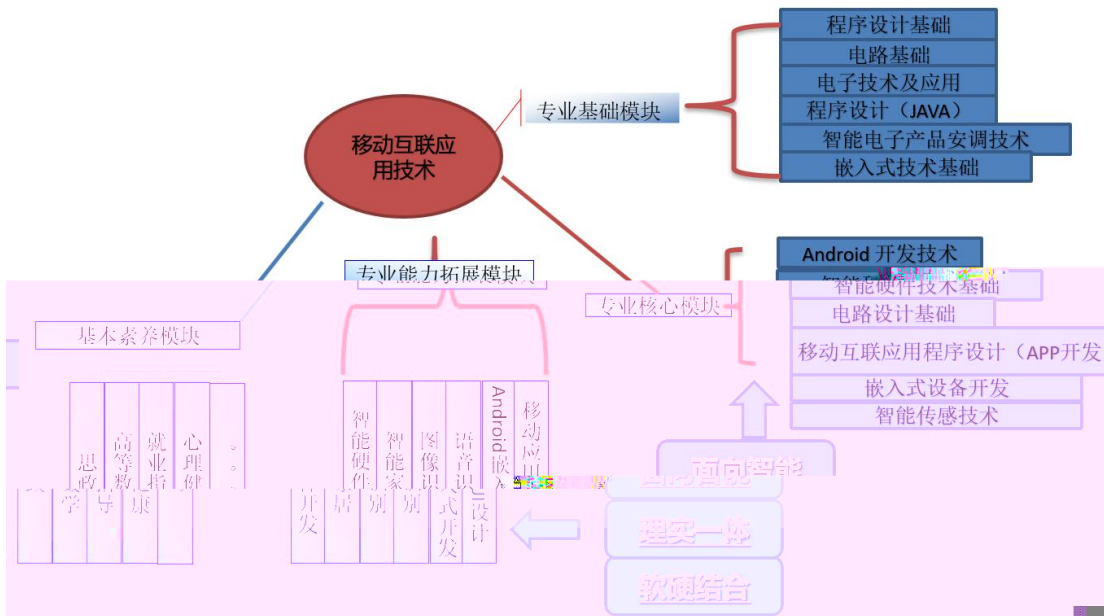 移动互联应
用技术
专业基础模块
程序设计基础
电路基础
电子技术及应用
程序设计（JAVA）
智能电子产品安调技术
嵌入式技术基础
专业能力拓展模块
专业核心模块
Android 开发技术
智能硬件技术基础
电路设计基础
移动互联应用程序设计（APP开发
嵌入式设备开发
智能传感技术
基本素养模块
思政
高等数学
就业指导
心理健康
智能硬件开发
智能家居
图像识别
语音识别
Android嵌入式开发
移动应用
设计
面向智能
理实一体
软硬结合